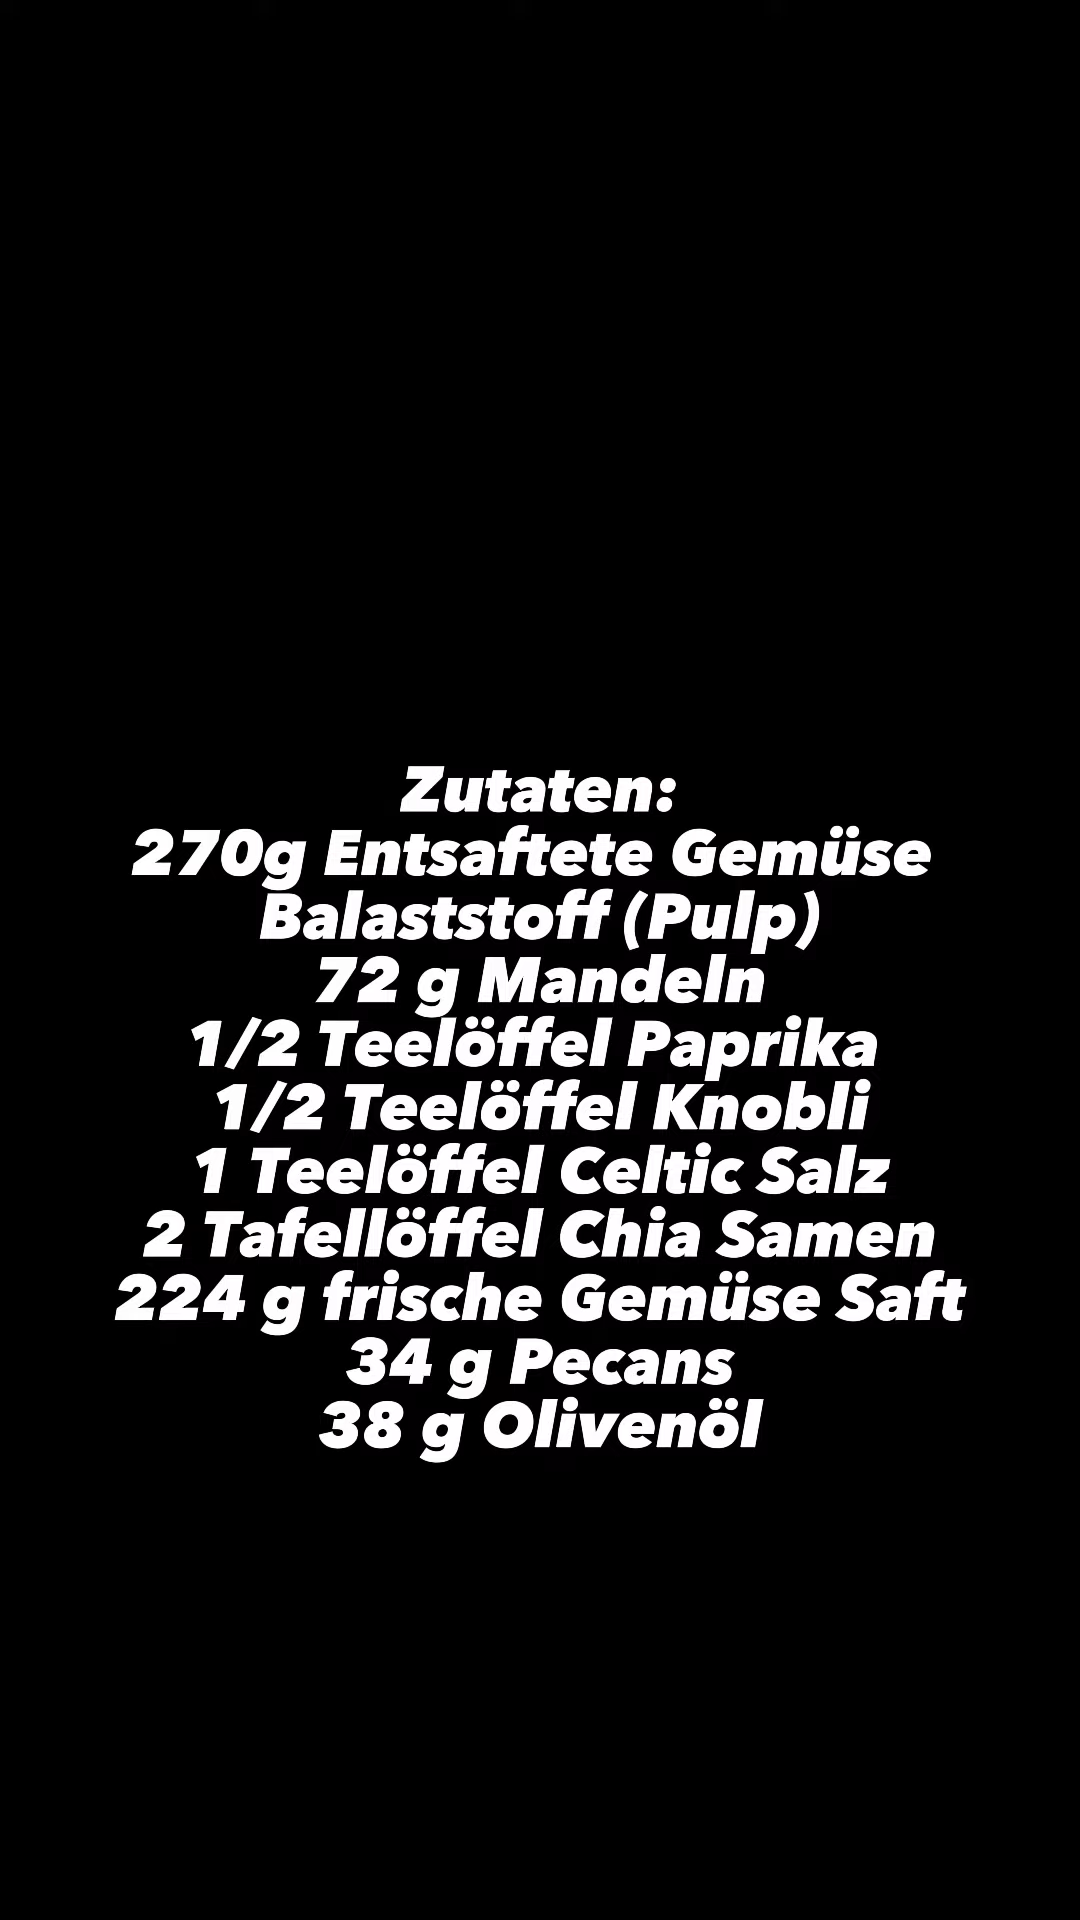 Zutaten:
270g Entsaftete Gemüse
Balaststoff (Pulp)
72 g Mandeln
1/2 Teelöffel Paprika
1/2 Teelöffel Knobli
1 Teelöffel Celtic Salz
2 Tafellöffel Chia Samen
224 g frische Gemüse Saft
34 g Pecans
38 g Olivenöl